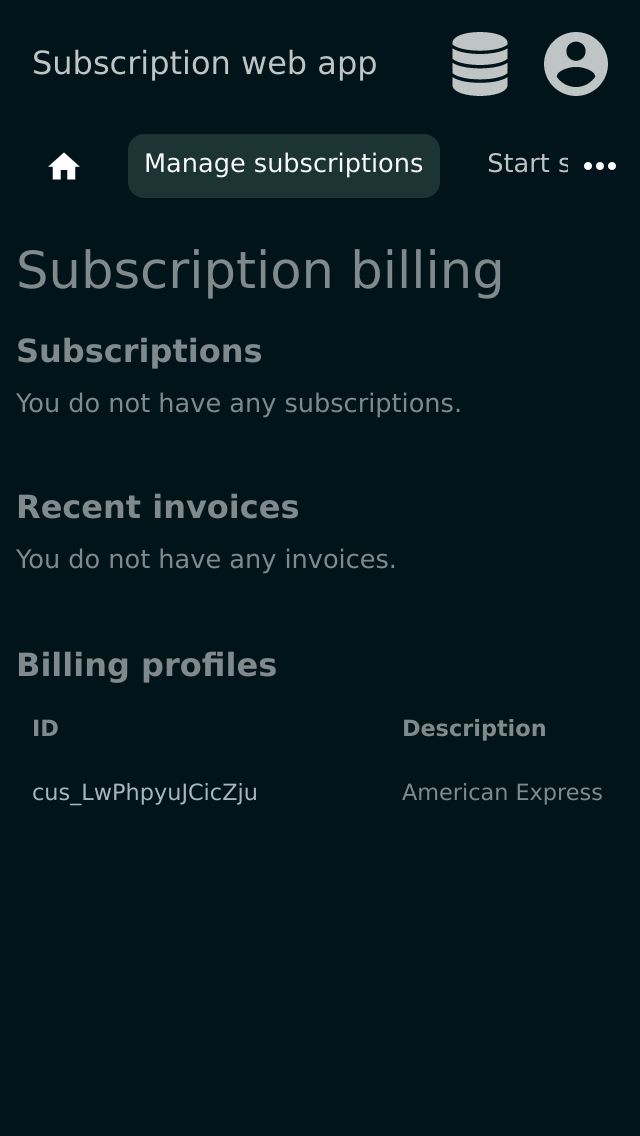 Subscription web app
Manage subscriptions
Start s
Subscription billing
Subscriptions
You do not have any subscriptions.
Recent invoices
You do not have any invoices.
Billing profiles
ID Description
cus_LwPhpyuJCicZju American Express